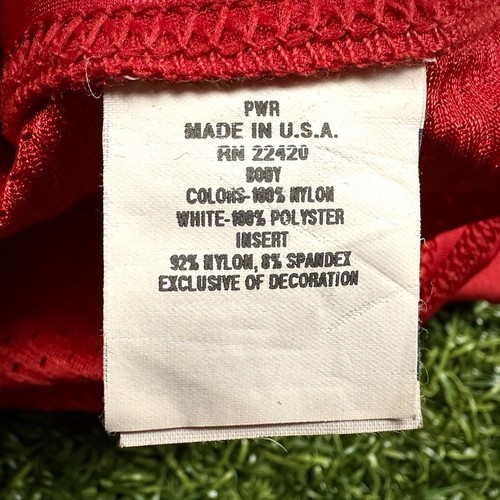 PWR
MADE IN U.S.A.
RN 22420
BODY
COLORS-100% NYLON
WHITE-100% POLYSTER
INSERT
92% NYLON, 8% SPANDEX
EXCLUSIVE OF DECORATION